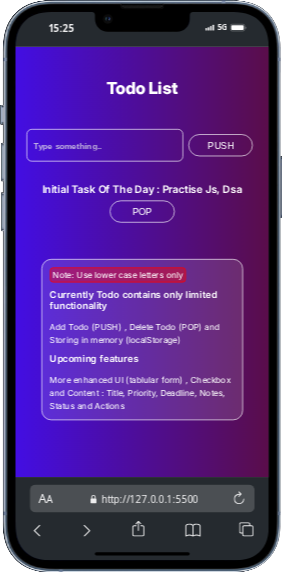 15:25
5G
Todo List
Type something..
PUSH
Initial Task Of The Day : Practise Js, Dsa
POP
Note: Use lower case letters only
Currently Todo contains only limited
functionality
Add Todo (PUSH) , Delete Todo (POP) and
Storing in memory (localStorage)
Upcoming features
More enhanced UI (tablular form) , Checkbox
and Content : Title, Priority, Deadline, Notes,
Status and Actions
AA
http://127.0.0.1:5500